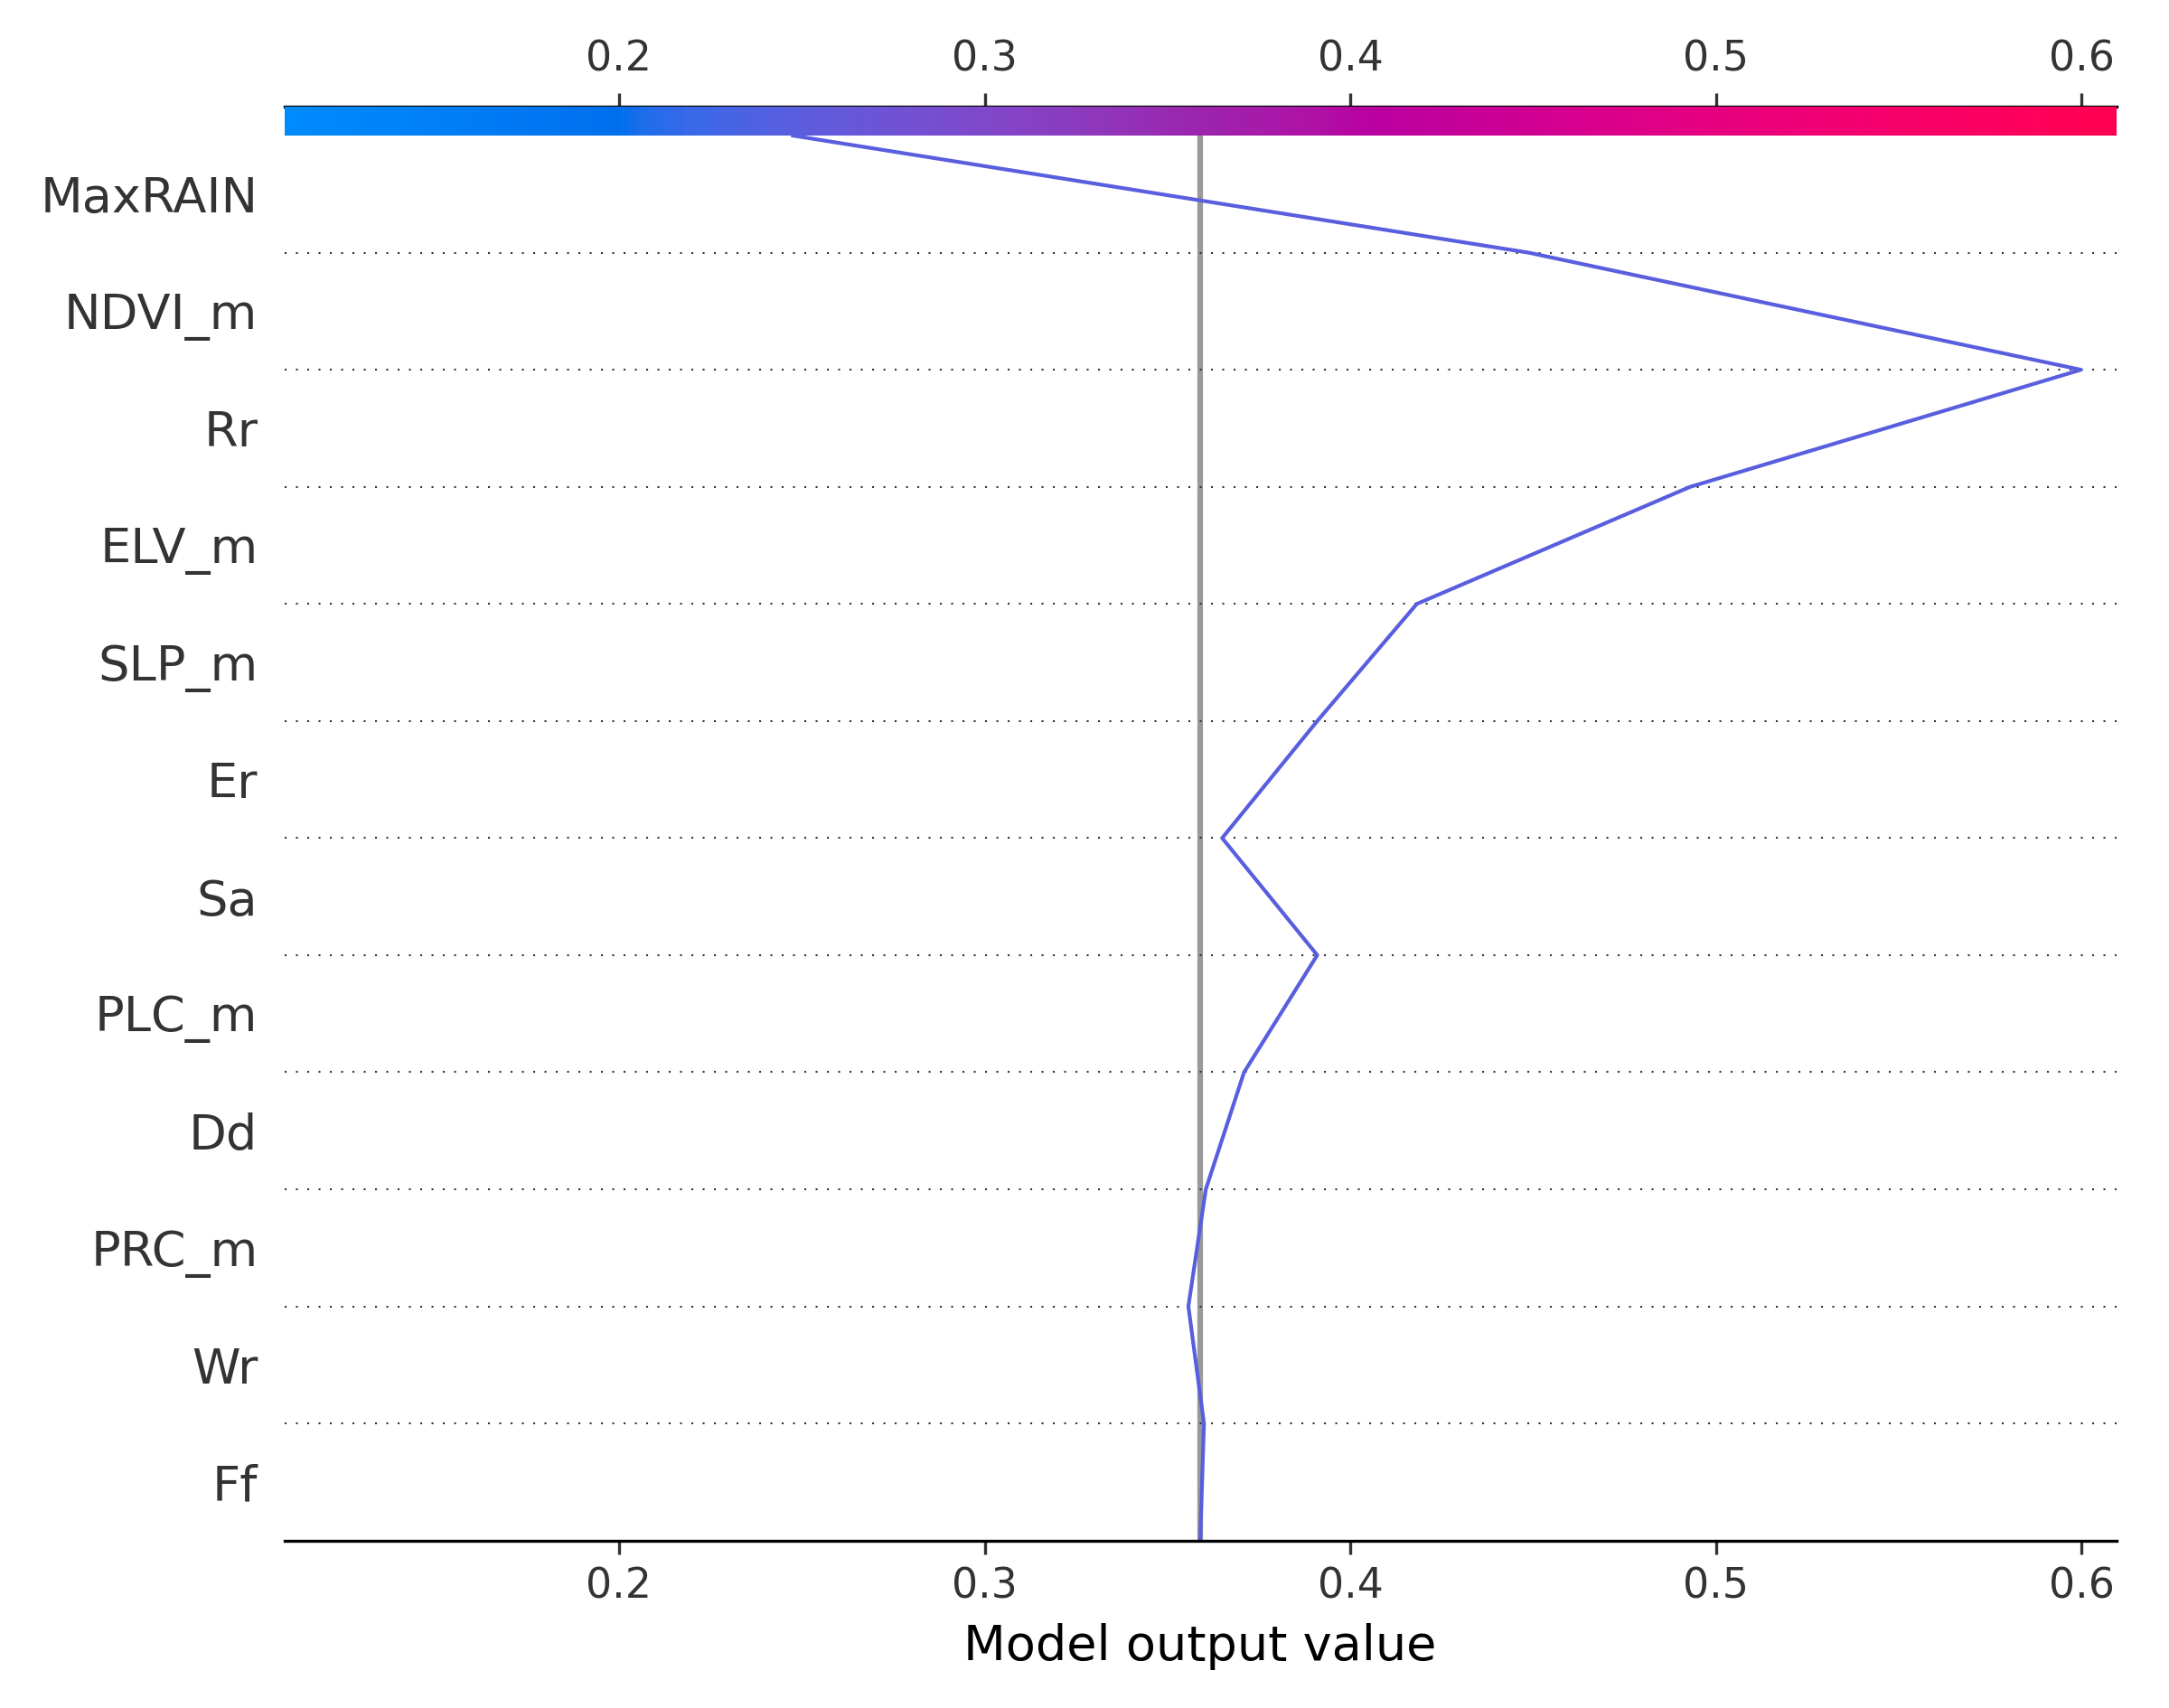 0.2 0.3 0.4 0.5 0.6
MaxRAIN
NDVI_m
Rr
ELV_m
SLP_m
Er
Sa
PLC_m
Dd
PRC_m
Wr
Ff
0.2 0.3 0.4 0.5 0.6
Model output value